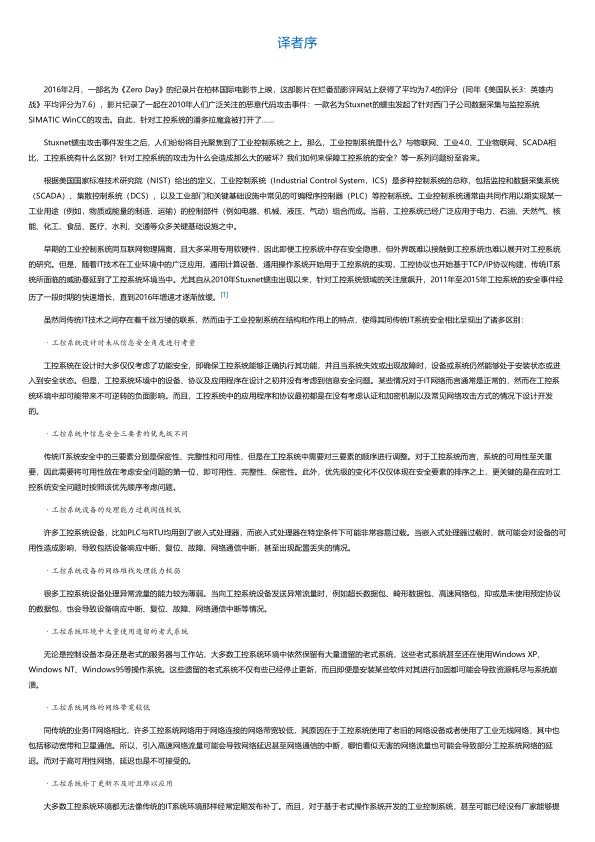 译者序
2016年2月，一部名为《Zero Day》的纪录片在柏林国际电影节上映，这部影片在烂番茄影评网站上获得了平均为7.4的评分（同年《美国队长3：英雄内
战》平均评分为7.6），影片纪录了一起在2010年人们广泛关注的恶意代码攻击事件：一款名为Stuxnet的蠕虫发起了针对西门子公司数据采集与监控系统
SIMATIC WinCC的攻击。自此，针对工控系统的潘多拉魔盒被打开了……
Stuxnet蠕虫攻击事件发生之后，人们纷纷将目光聚焦到了工业控制系统之上。那么，工业控制系统是什么？与物联网、工业4.0、工业物联网、SCADA相
比，工控系统有什么区别？针对工控系统的攻击为什么会造成那么大的破坏？我们如何来保障工控系统的安全？等一系列问题纷至沓来。
根据美国国家标准技术研究院（NIST）给出的定义，工业控制系统（Industrial Control System，ICS）是多种控制系统的总称，包括监控和数据采集系统
（SCADA）、集散控制系统（DCS），以及工业部门和关键基础设施中常见的可编程序控制器（PLC）等控制系统。工业控制系统通常由共同作用以期实现某一
工业用途（例如，物质或能量的制造、运输）的控制部件（例如电器、机械、液压、气动）组合而成。当前，工控系统已经广泛应用于电力、石油、天然气、核
能、化工、食品、医疗、水利、交通等众多关键基础设施之中。
早期的工业控制系统同互联网物理隔离，且大多采用专用软硬件，因此即便工控系统中存在安全隐患，但外界既难以接触到工控系统也难以展开对工控系统
的研究。但是，随着IT技术在工业环境中的广泛应用，通用计算设备、通用操作系统开始用于工控系统的实现，工控协议也开始基于TCP/IP协议构建，传统IT系
统所面临的威胁蔓延到了工控系统环境当中。尤其自从2010年Stuxnet蠕虫出现以来，针对工控系统领域的关注度飙升，2011年至2015年工控系统的安全事件经
历了一段时期的快速增长，直到2016年增速才逐渐放缓。[1]
虽然同传统IT技术之间存在着千丝万缕的联系，然而由于工业控制系统在结构和作用上的特点，使得其同传统IT系统安全相比呈现出了诸多区别：
·工控系统设计时未从信息安全角度进行考量
工控系统在设计时大多仅仅考虑了功能安全，即确保工控系统能够正确执行其功能，并且当系统失效或出现故障时，设备或系统仍然能够处于安装状态或进
入到安全状态。但是，工控系统环境中的设备、协议及应用程序在设计之初并没有考虑到信息安全问题。某些情况对于IT网络而言通常是正常的，然而在工控系
统环境中却可能带来不可逆转的负面影响。而且，工控系统中的应用程序和协议最初都是在没有考虑认证和加密机制以及常见网络攻击方式的情况下设计开发
的。
·工控系统中信息安全三要素的优先级不同
传统IT系统安全中的三要素分别是保密性、完整性和可用性，但是在工控系统中需要对三要素的顺序进行调整。对于工控系统而言，系统的可用性至关重
要，因此需要将可用性放在考虑安全问题的第一位，即可用性、完整性、保密性。此外，优先级的变化不仅仅体现在安全要素的排序之上，更关键的是在应对工
控系统安全问题时按照该优先顺序考虑问题。
·工控系统设备的处理能力过载阈值较低
许多工控系统设备，比如PLC与RTU均用到了嵌入式处理器，而嵌入式处理器在特定条件下可能非常容易过载。当嵌入式处理器过载时，就可能会对设备的可
用性造成影响，导致包括设备响应中断、复位、故障、网络通信中断，甚至出现配置丢失的情况。
·工控系统设备的网络堆栈处理能力较弱
很多工控系统设备处理异常流量的能力较为薄弱。当向工控系统设备发送异常流量时，例如超长数据包、畸形数据包、高速网络包，抑或是未使用预定协议
的数据包，也会导致设备响应中断、复位、故障、网络通信中断等情况。
·工控系统环境中大量使用遗留的老式系统
无论是控制设备本身还是老式的服务器与工作站，大多数工控系统环境中依然保留有大量遗留的老式系统，这些老式系统甚至还在使用Windows XP、
Windows NT、Windows95等操作系统。这些遗留的老式系统不仅有些已经停止更新，而且即便是安装某些软件对其进行加固都可能会导致资源耗尽与系统崩
溃。
·工控系统网络的网络带宽较低
同传统的业务IT网络相比，许多工控系统网络用于网络连接的网络带宽较低，其原因在于工控系统使用了老旧的网络设备或者使用了工业无线网络，其中也
包括移动宽带和卫星通信。所以，引入高速网络流量可能会导致网络延迟甚至网络通信的中断，哪怕看似无害的网络流量也可能会导致部分工控系统网络的延
迟。而对于高可用性网络，延迟也是不可接受的。
·工控系统补丁更新不及时且难以应用
大多数工控系统环境都无法像传统的IT系统环境那样经常定期发布补丁。而且，对于基于老式操作系统开发的工业控制系统，甚至可能已经没有厂家能够提